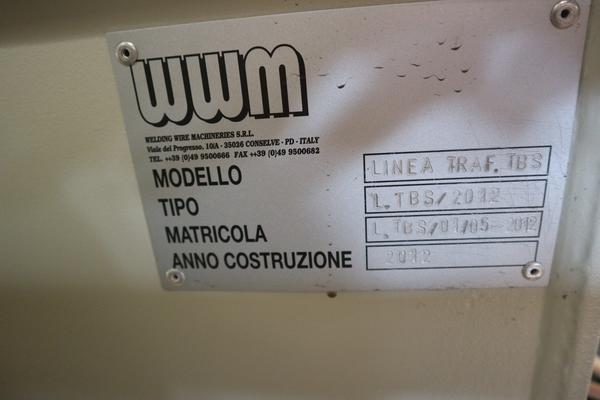 wwm
WELDING WIRE MACHINERIES S.R.L.
Viale del Progresso, 10/A - 35026 CONSELVE - PD - ITALY
TEL. ++39 (0)49 9500666 FAX ++39 (0)49 9500682
MODELLO LINEA TRAF. TBS
TIPO L.TBS/2012
MATRICOLA L.TBS/01/05-2012
ANNO COSTRUZIONE 2012